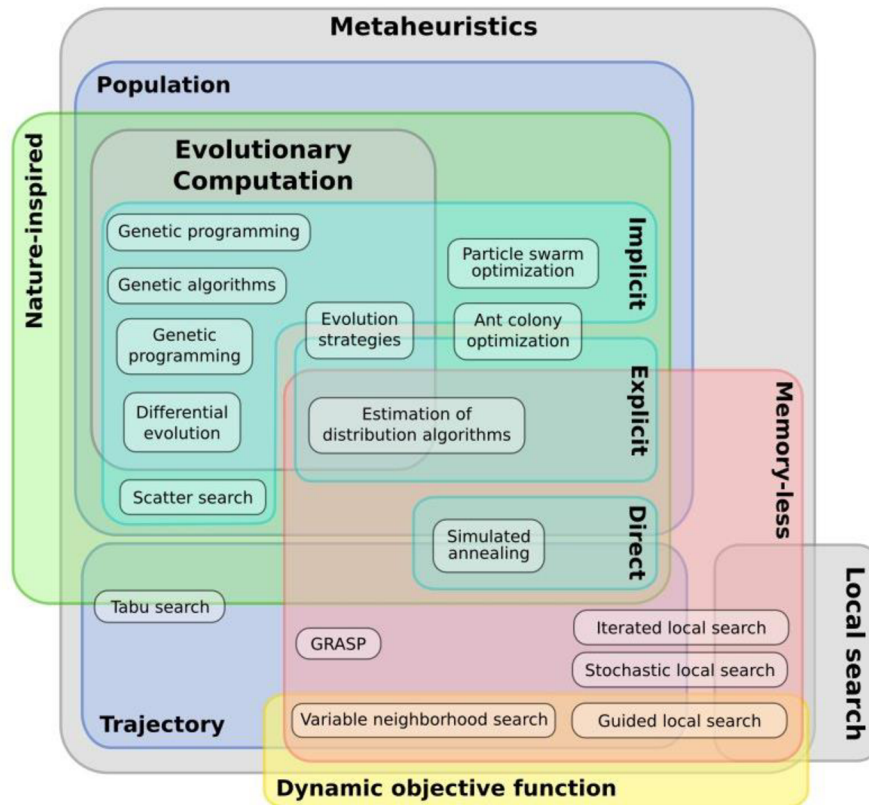 Metaheuristics
Population
Nature-inspired
Evolutionary
Computation
Genetic programming
Implicit
Particle swarm
optimization
Genetic algorithms
Evolution
strategies
Ant colony
optimization
Genetic
programming
Explicit
Memory-less
Differential
evolution
Estimation of
distribution algorithms
Scatter search
Direct
Simulated
annealing
Local search
Tabu search
Iterated local search
GRASP
Stochastic local search
Trajectory
Variable neighborhood search
Guided local search
Dynamic objective function